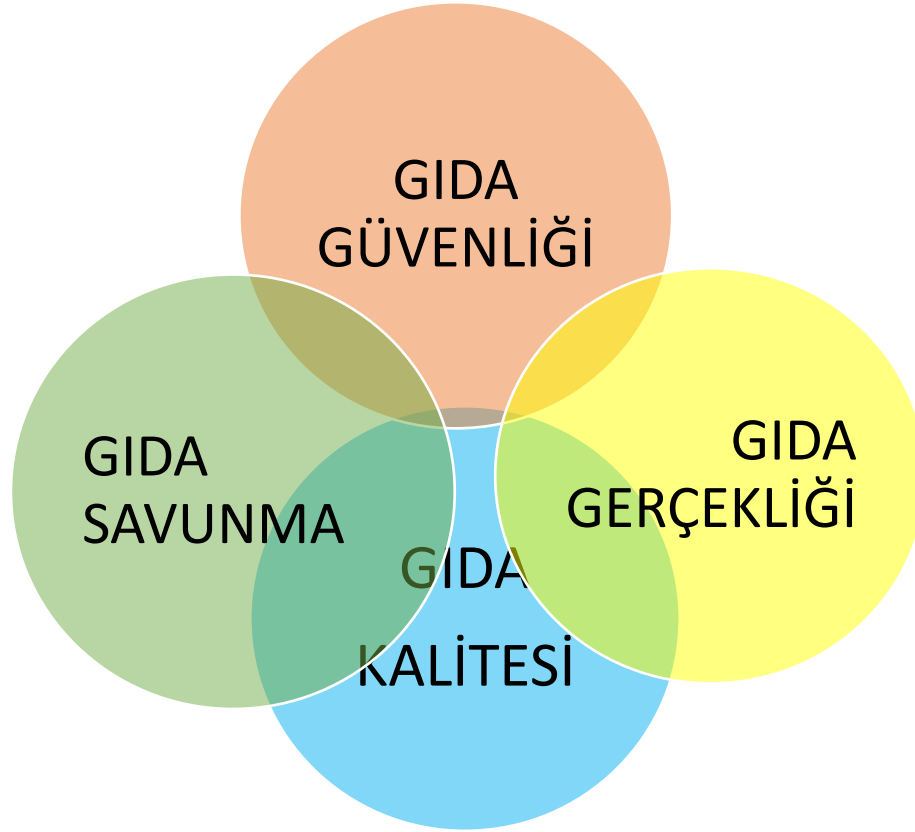 GIDA
GÜVENLİĞİ
GIDA
SAVUNMA
GIDA
GERÇEKLİĞİ
GIDA
KALİTESİ